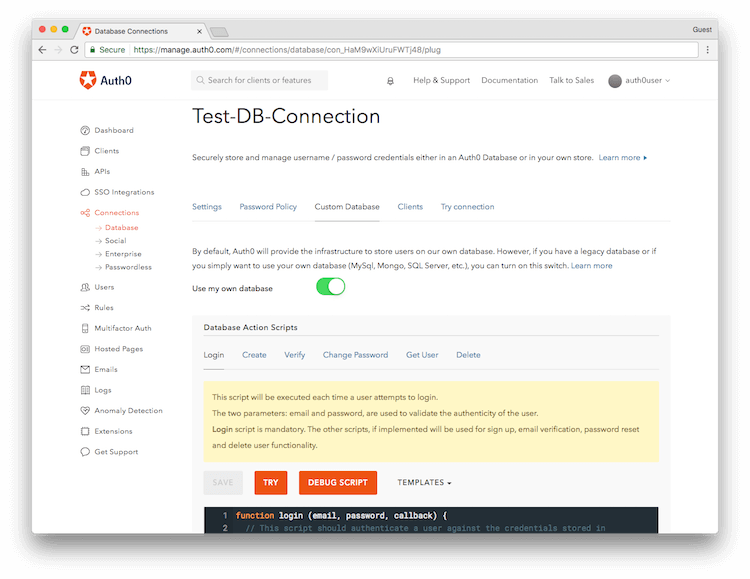 Database Connections
Guest
Secure https://manage.auth0.com/#/connections/database/con_HaM9wXiUruFWTj48/plug
Auth0
Search for clients or features
Help & Support
Documentation
Talk to Sales
auth0user
Test-DB-Connection
Securely store and manage username / password credentials either in an Auth0 Database or in your own store. Learn more
Dashboard
Clients
APIs
SSO Integrations
Connections
Database
Social
Enterprise
Passwordless
Users
Rules
Multifactor Auth
Hosted Pages
Emails
Logs
Anomaly Detection
Extensions
Get Support
Settings
Password Policy
Custom Database
Clients
Try connection
By default, Auth0 will provide the infrastructure to store users on our own database. However, if you have a legacy database or if
you simply want to use your own database (MySql, Mongo, SQL Server, etc.), you can turn on this switch. Learn more
Use my own database
Database Action Scripts
Login
Create
Verify
Change Password
Get User
Delete
This script will be executed each time a user attempts to login.
The two parameters: email and password, are used to validate the authenticity of the user.
Login script is mandatory. The other scripts, if implemented will be used for sign up, email verification, password reset
and delete user functionality.
SAVE
TRY
DEBUG SCRIPT
TEMPLATES
1 function login (email, password, callback) {
2 // This script should authenticate a user against the credentials stored in